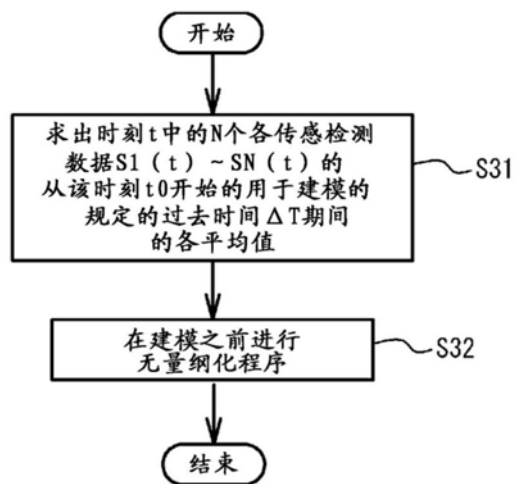 开始
求出时刻t中的N个各传感检测
数据S1(t)~SN(t)的
从该时刻t0开始的用于建模的
规定的过去时间ΔT期间
的各平均值
S31
在建模之前进行
无量纲化程序
S32
结束